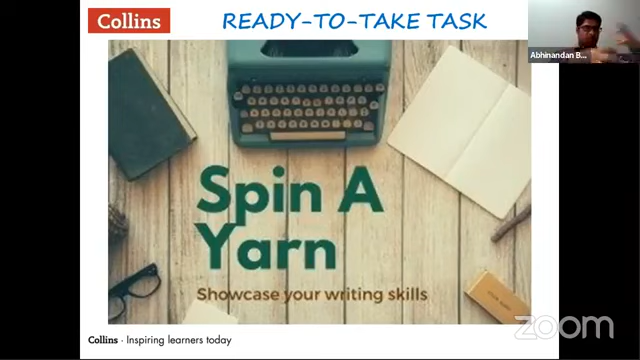 Collins
READY-TO-TAKE TASK
Abhinandan B...
Spin A
Yarn
Showcase your writing skills
Collins · Inspiring learners today
zoom